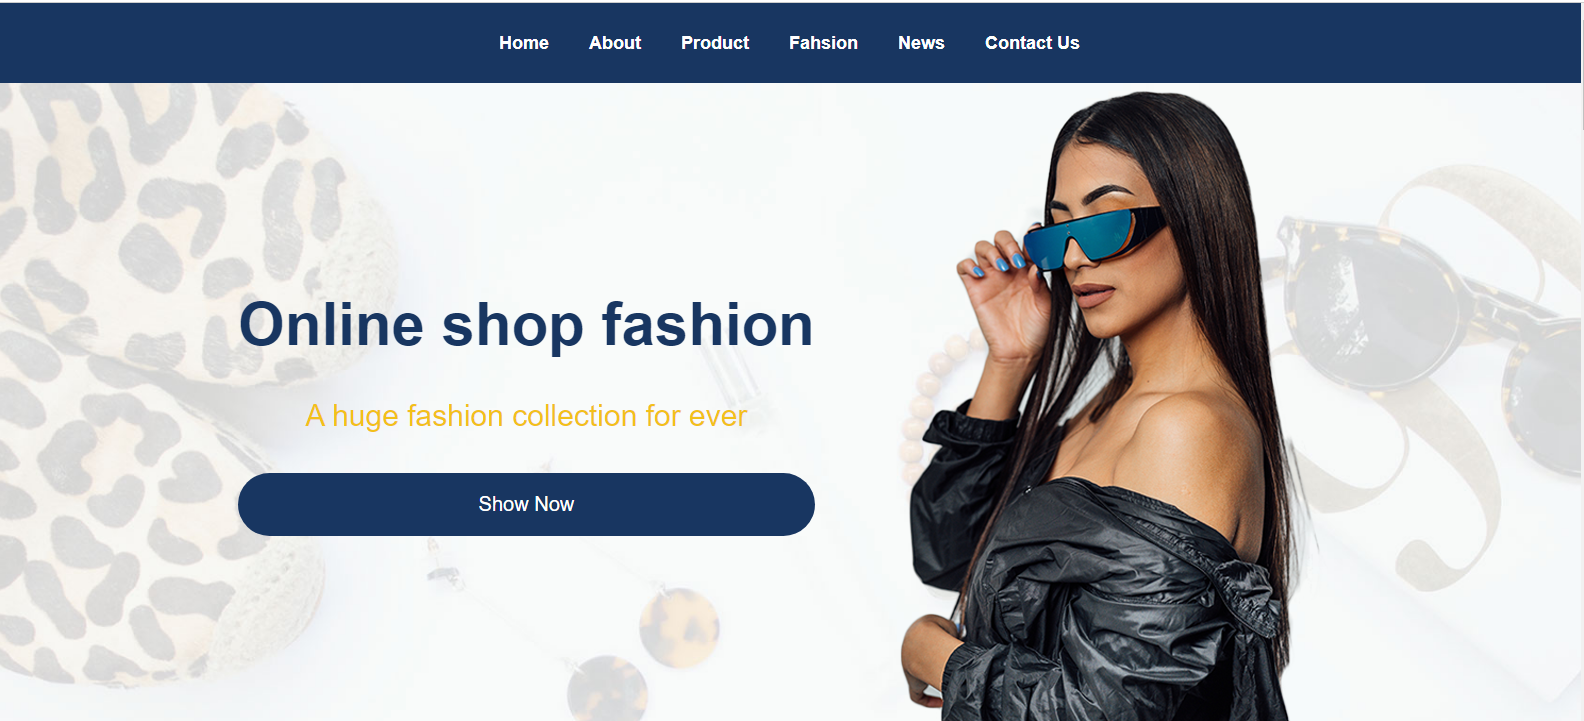 Home About Product Fahsion News Contact Us
Online shop fashion
A huge fashion collection for ever
Show Now